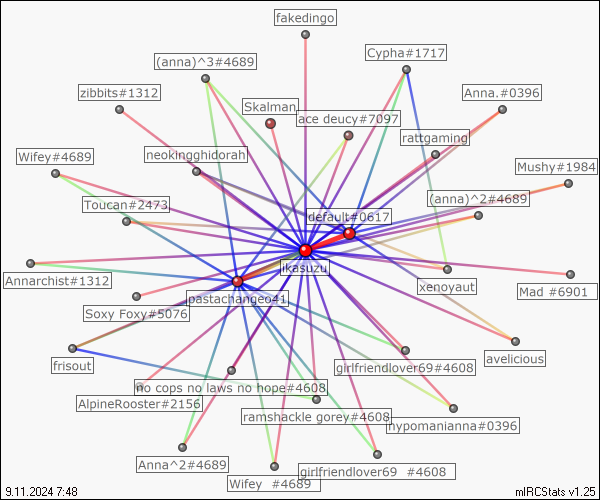 fakedingo
Cypha#1717
(anna)^3#4689
zibbits#1312
Anna.#0396
Skalman
ace deucy#7097
rattgaming
Wifey#4689
neokingghidorah
Mushy#1984
(anna)^2#4689
Toucan#2473
default#0617
ikasuzu
Annarchist#1312
xenoyaut
Mad #6901
pastachangeo41
Soxy Foxy#5076
frisout
avelicious
girlfriendlover69#4608
no cops no laws no hope#4608
AlpineRooster#2156
ramshackle gorey#4608
hypomanianna#0396
Anna^2#4689
Wifey #4689
girlfriendlover69 #4608
9.11.2024 7:48
mIRCStats v1.25